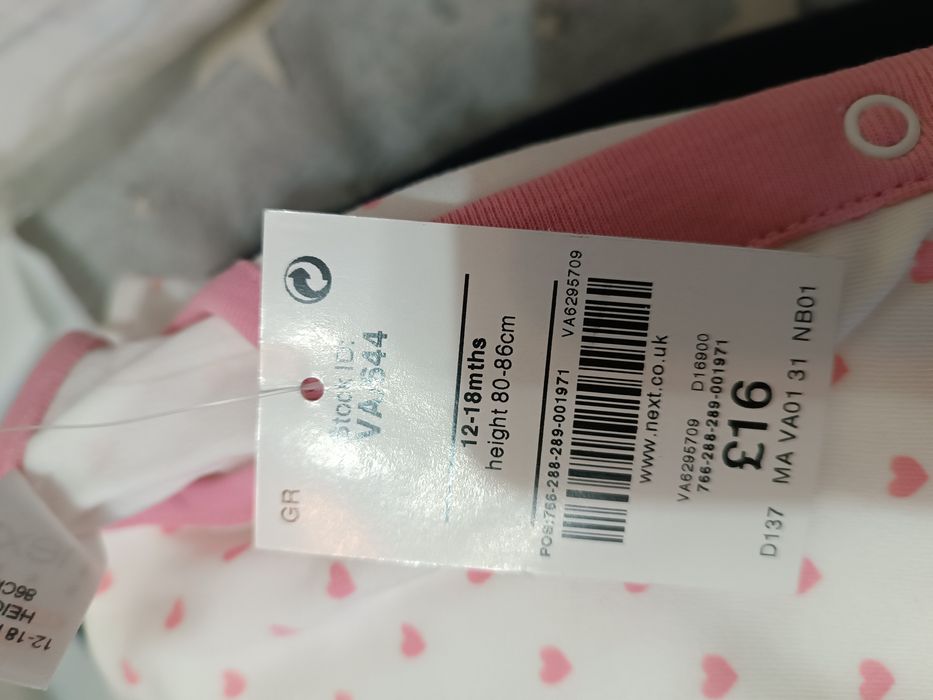 GR
Stock ID:
12-18mths
height 80-86cm
POS:766-288-289-001971 VA6295709
www.next.co.uk
VA6295709 D16900
766-288-289-001971
£16
D137 MA VA01 31 NB01
12-18
86C